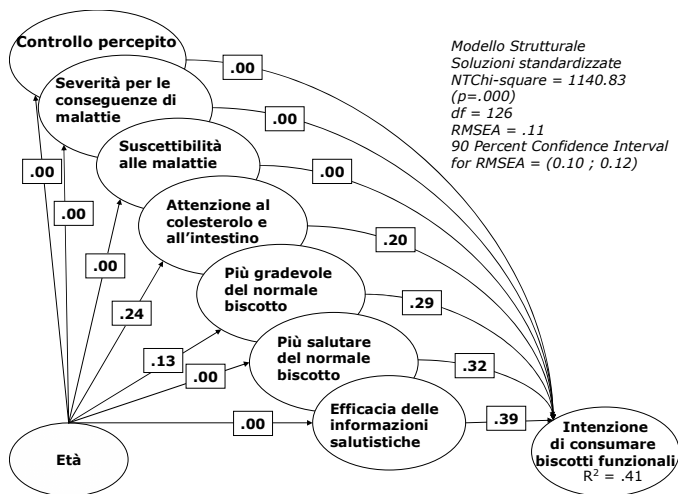 Controllo percepito
.00
Modello Strutturale
Soluzioni standardizzate
NTChi-square = 1140.83
(p=.000)
df = 126
RMSEA = .11
90 Percent Confidence Interval
for RMSEA = (0.10 ; 0.12)
Severità per le
conseguenze di
malattie
.00
Suscettibilità
alle malattie
.00
.00
.00
Attenzione al
colesterolo e
all'intestino
.20
.00
Più gradevole
del normale
biscotto
.29
.24
Più salutare
del normale
biscotto
.32
.13
.00
Efficacia delle
informazioni
salutistiche
.00
.39
Età
Intenzione
di consumare
biscotti funzionali
R² = .41